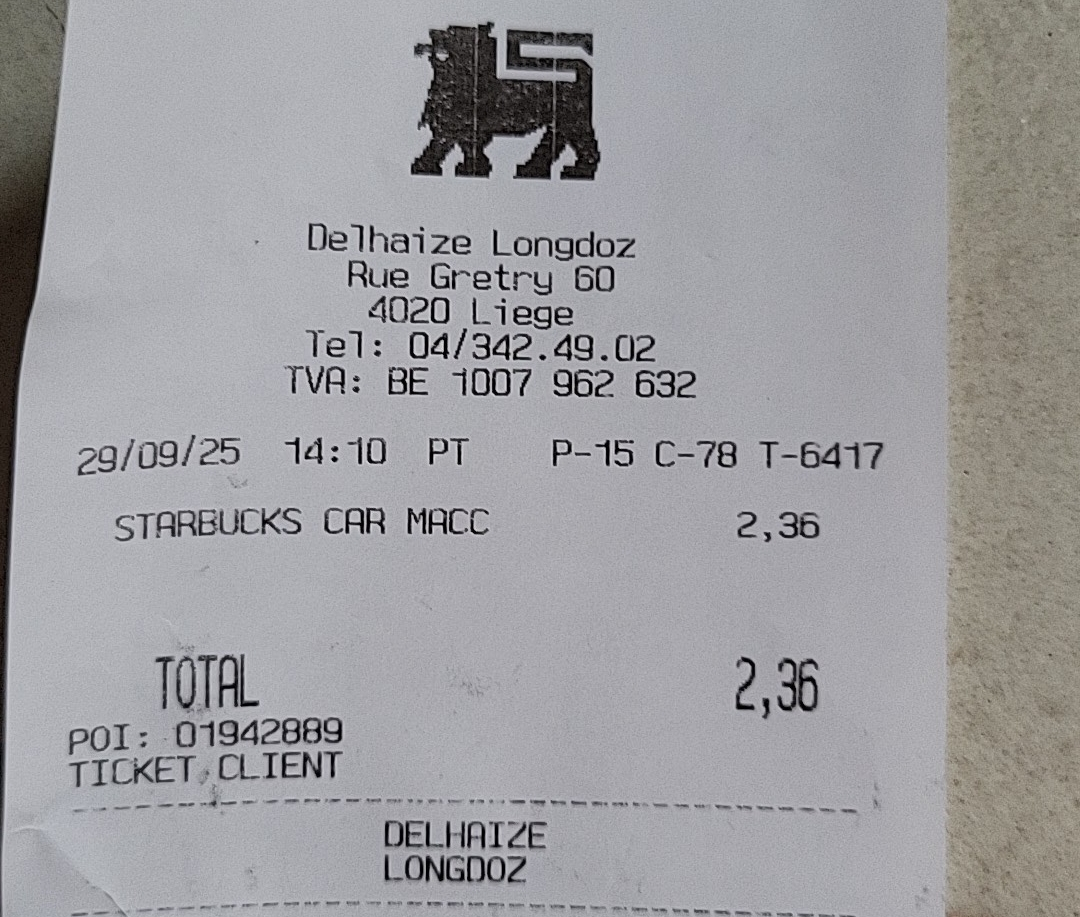 Delhaize Longdoz
Rue Gretry 60
4020 Liege
Tel: 04/342.49.02
TVA: BE 1007 962 632
29/09/25 14:10 PT P-15 C-78 T-6417
STARBUCKS CAR MACC 2,36
TOTAL 2,36
POI: 01942889
TICKET CLIENT
DELHAIZE
LONGDOZ